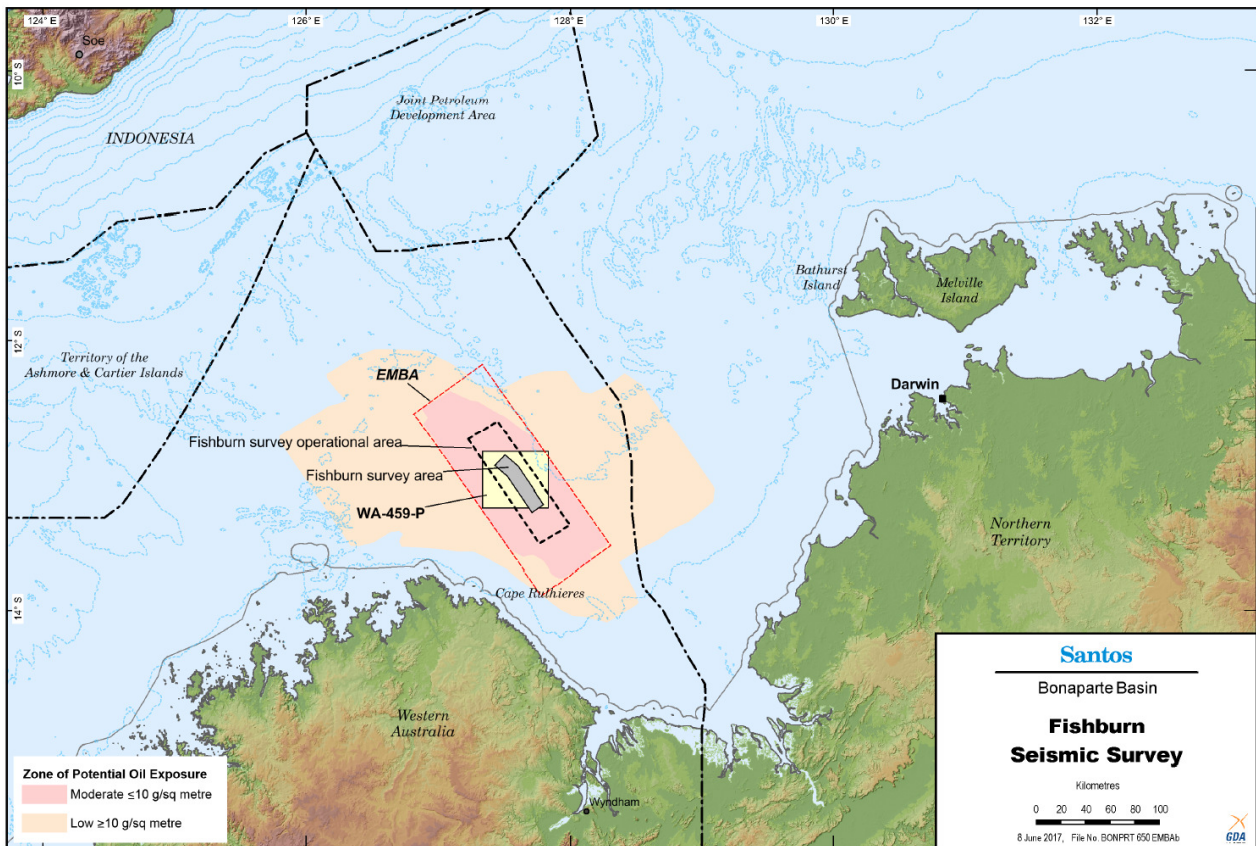 124° E
126° E
128° E
130° E
132° E
Soe
10° S
Joint Petroleum
Development Area
INDONESIA
Bathurst
Island
Melville
Island
12° S
Territory of the
Ashmore & Cartier Islands
EMBA
Darwin
Fishburn survey operational area
Fishburn survey area
WA-459-P
Northern
Territory
Cape Rulhieres
14° S
Western
Australia
Wyndham
Zone of Potential Oil Exposure
Moderate ≤10 g/sq metre
Low ≥10 g/sq metre
Santos
Bonaparte Basin
Fishburn
Seismic Survey
Kilometres
0 20 40 60 80 100
8 June 2017, File No. BONPRT 650 EMBAb
GDA